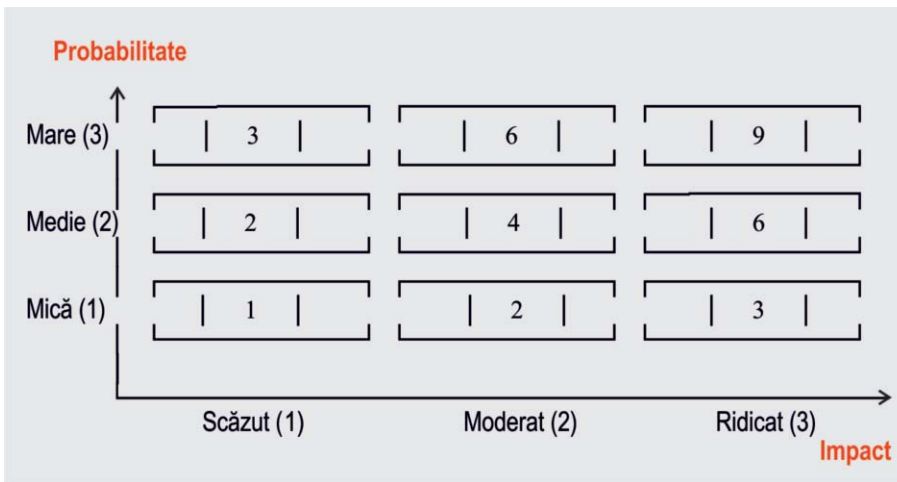 Probabilitate
Mare (3) 3 6 9
Medie (2) 2 4 6
Mică (1) 1 2 3
Scăzut (1) Moderat (2) Ridicat (3)
Impact